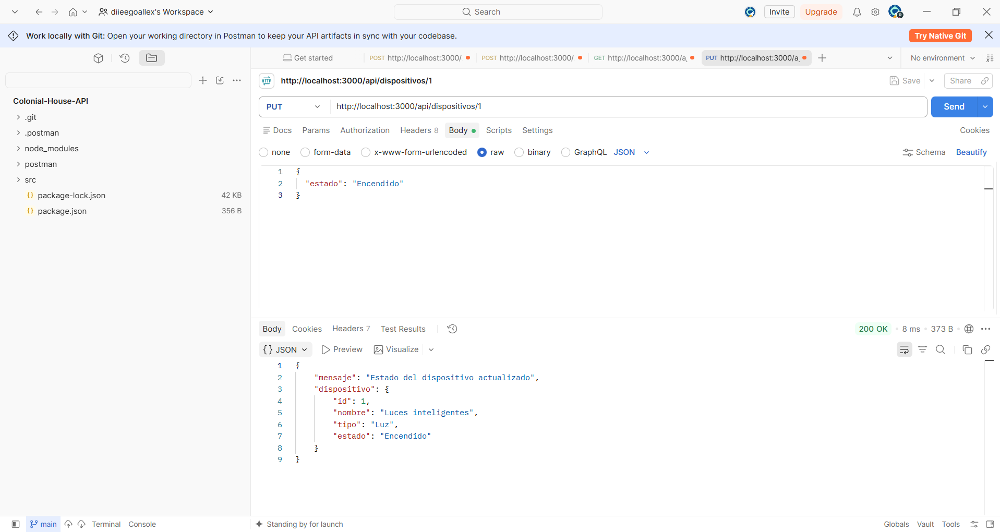 diieegoallex's Workspace
Search
Invite
Upgrade
D
Work locally with Git: Open your working directory in Postman to keep your API artifacts in sync with your codebase.
Try Native Git
Get started
POST http://localhost:3000/
POST http://localhost:3000/
GET http://localhost:3000/a
PUT http://localhost:3000/a
No environment
HTTP http://localhost:3000/api/dispositivos/1
Save
Share
Colonial-House-API
.git
.postman
node_modules
postman
src
{} package-lock.json 42 KB
{} package.json 356 B
PUT http://localhost:3000/api/dispositivos/1
Send
Docs Params Authorization Headers 8 Body Scripts Settings Cookies
none form-data x-www-form-urlencoded raw binary GraphQL JSON Schema Beautify
1 {
2 "estado": "Encendido"
3 }
Body Cookies Headers 7 Test Results 200 OK • 8 ms • 373 B •
{} JSON Preview Visualize
1 {
2 "mensaje": "Estado del dispositivo actualizado",
3 "dispositivo": {
4 "id": 1,
5 "nombre": "Luces inteligentes",
6 "tipo": "Luz",
7 "estado": "Encendido"
8 }
9 }
main Terminal Console Standing by for launch Globals Vault Tools